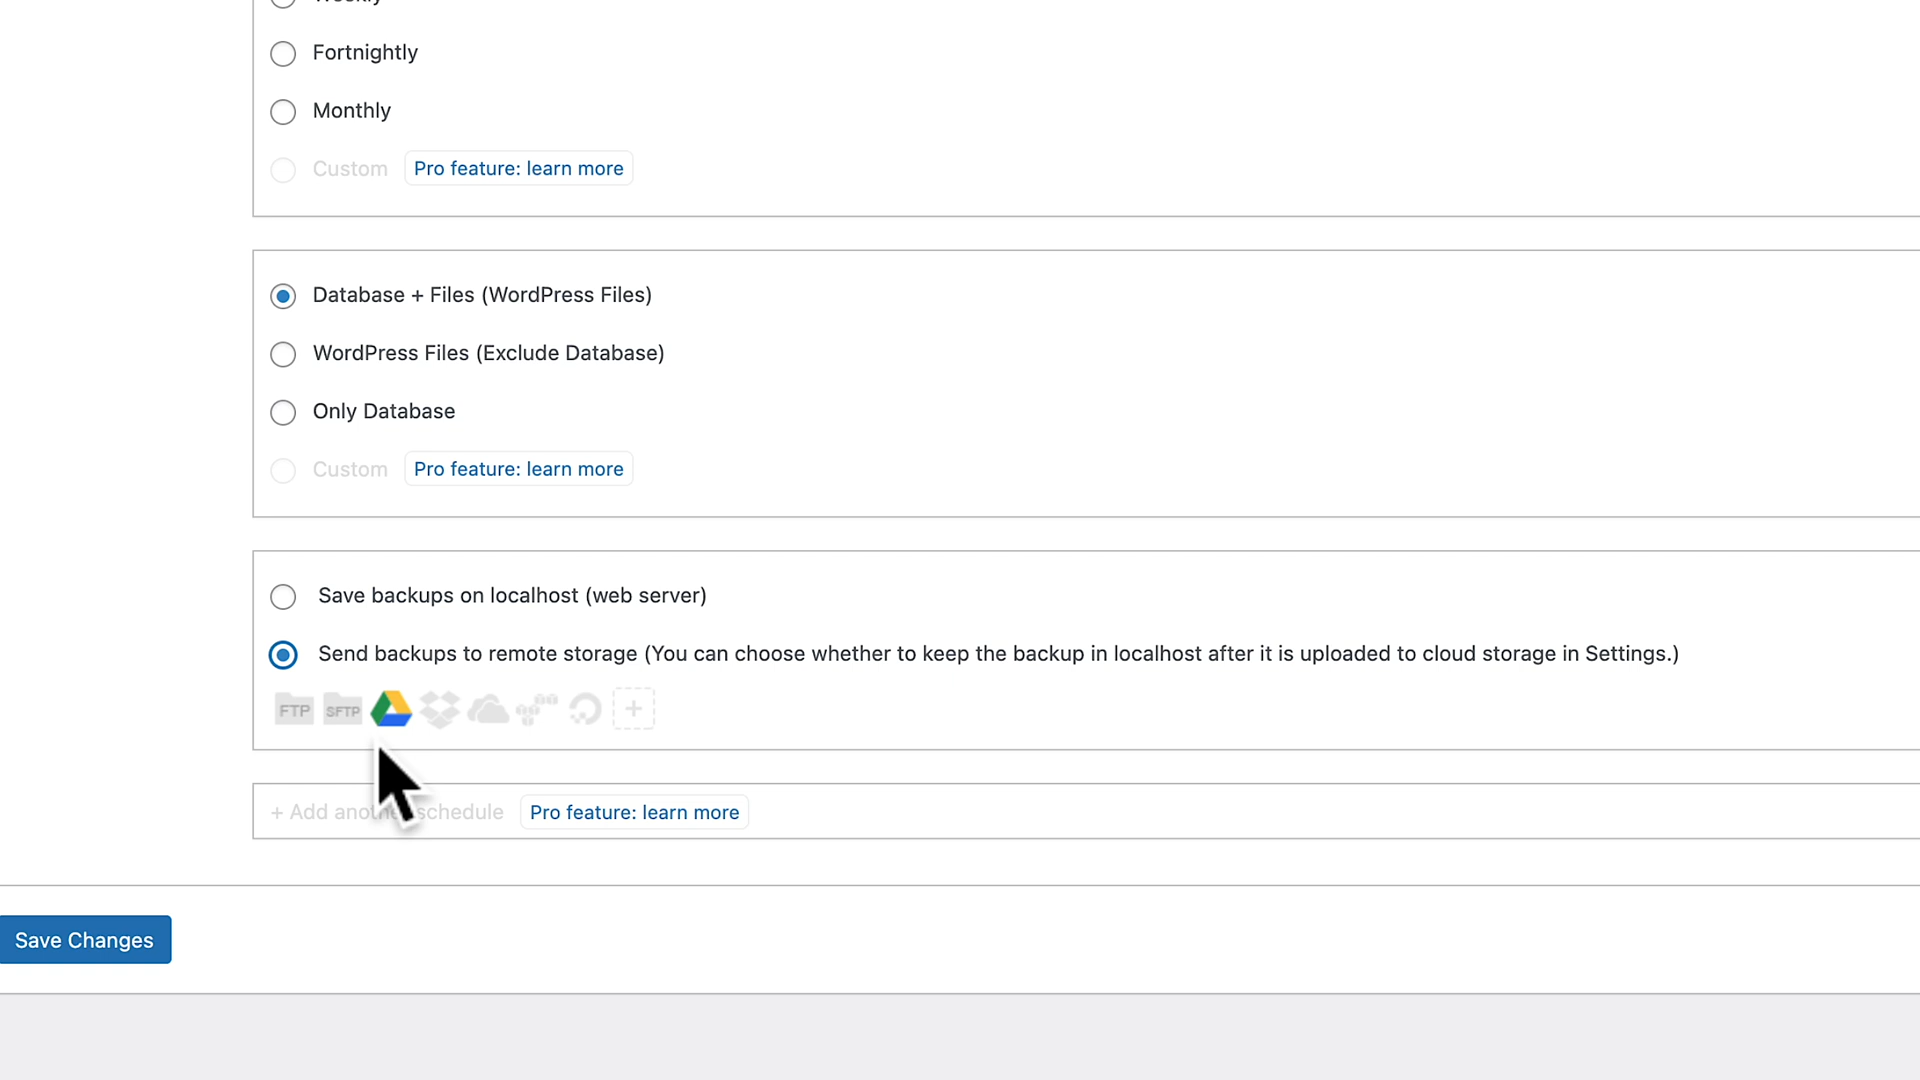 Fortnightly
Monthly
Custom Pro feature: learn more
Database + Files (WordPress Files)
WordPress Files (Exclude Database)
Only Database
Custom Pro feature: learn more
Save backups on localhost (web server)
Send backups to remote storage (You can choose whether to keep the backup in localhost after it is uploaded to cloud storage in Settings.)
FTP SFTP
+ Add another schedule Pro feature: learn more
Save Changes